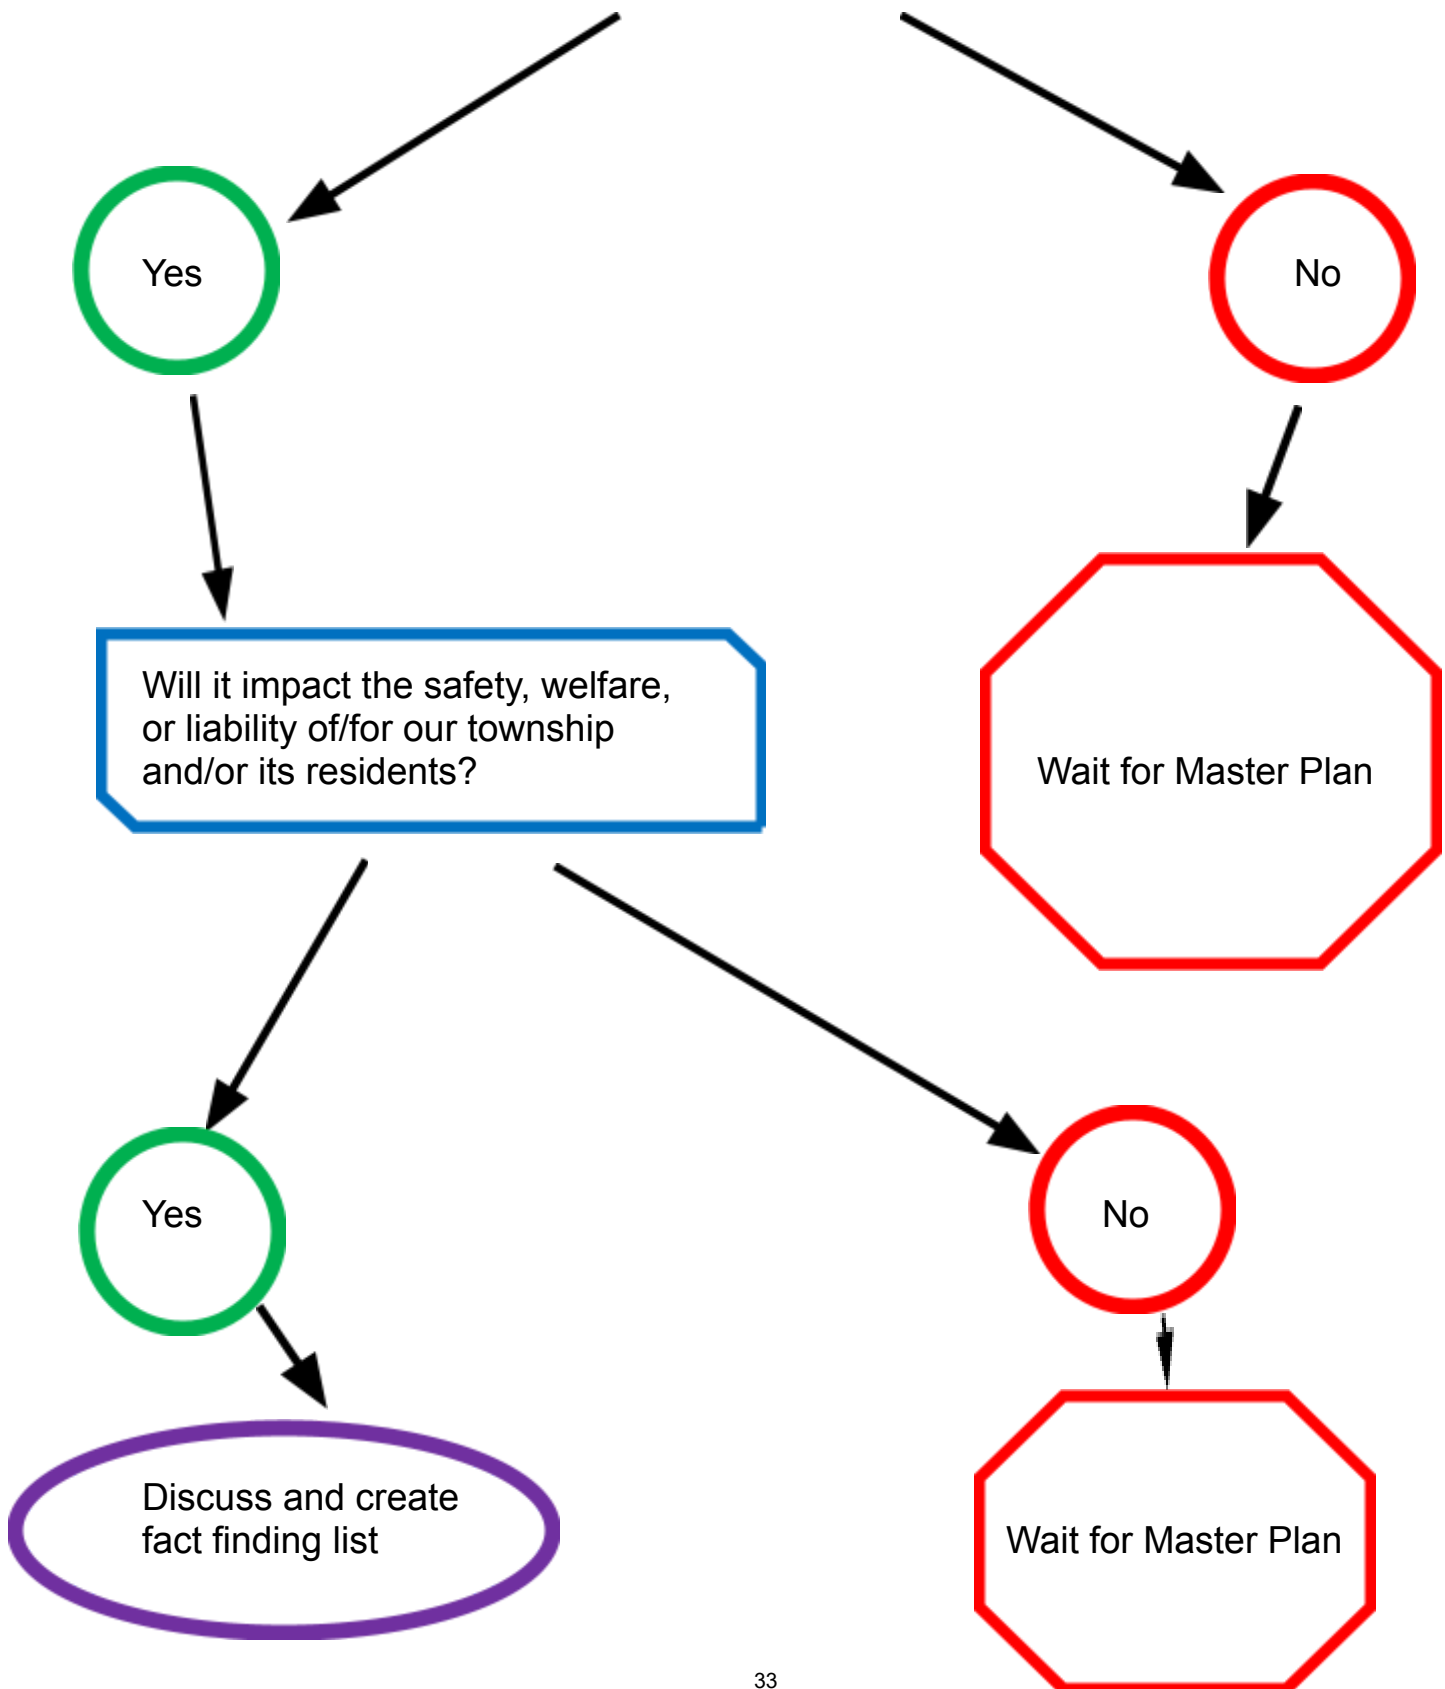 Yes
No
Will it impact the safety, welfare,
or liability of/for our township
and/or its residents?
Wait for Master Plan
Yes
No
Discuss and create
fact finding list
Wait for Master Plan
33